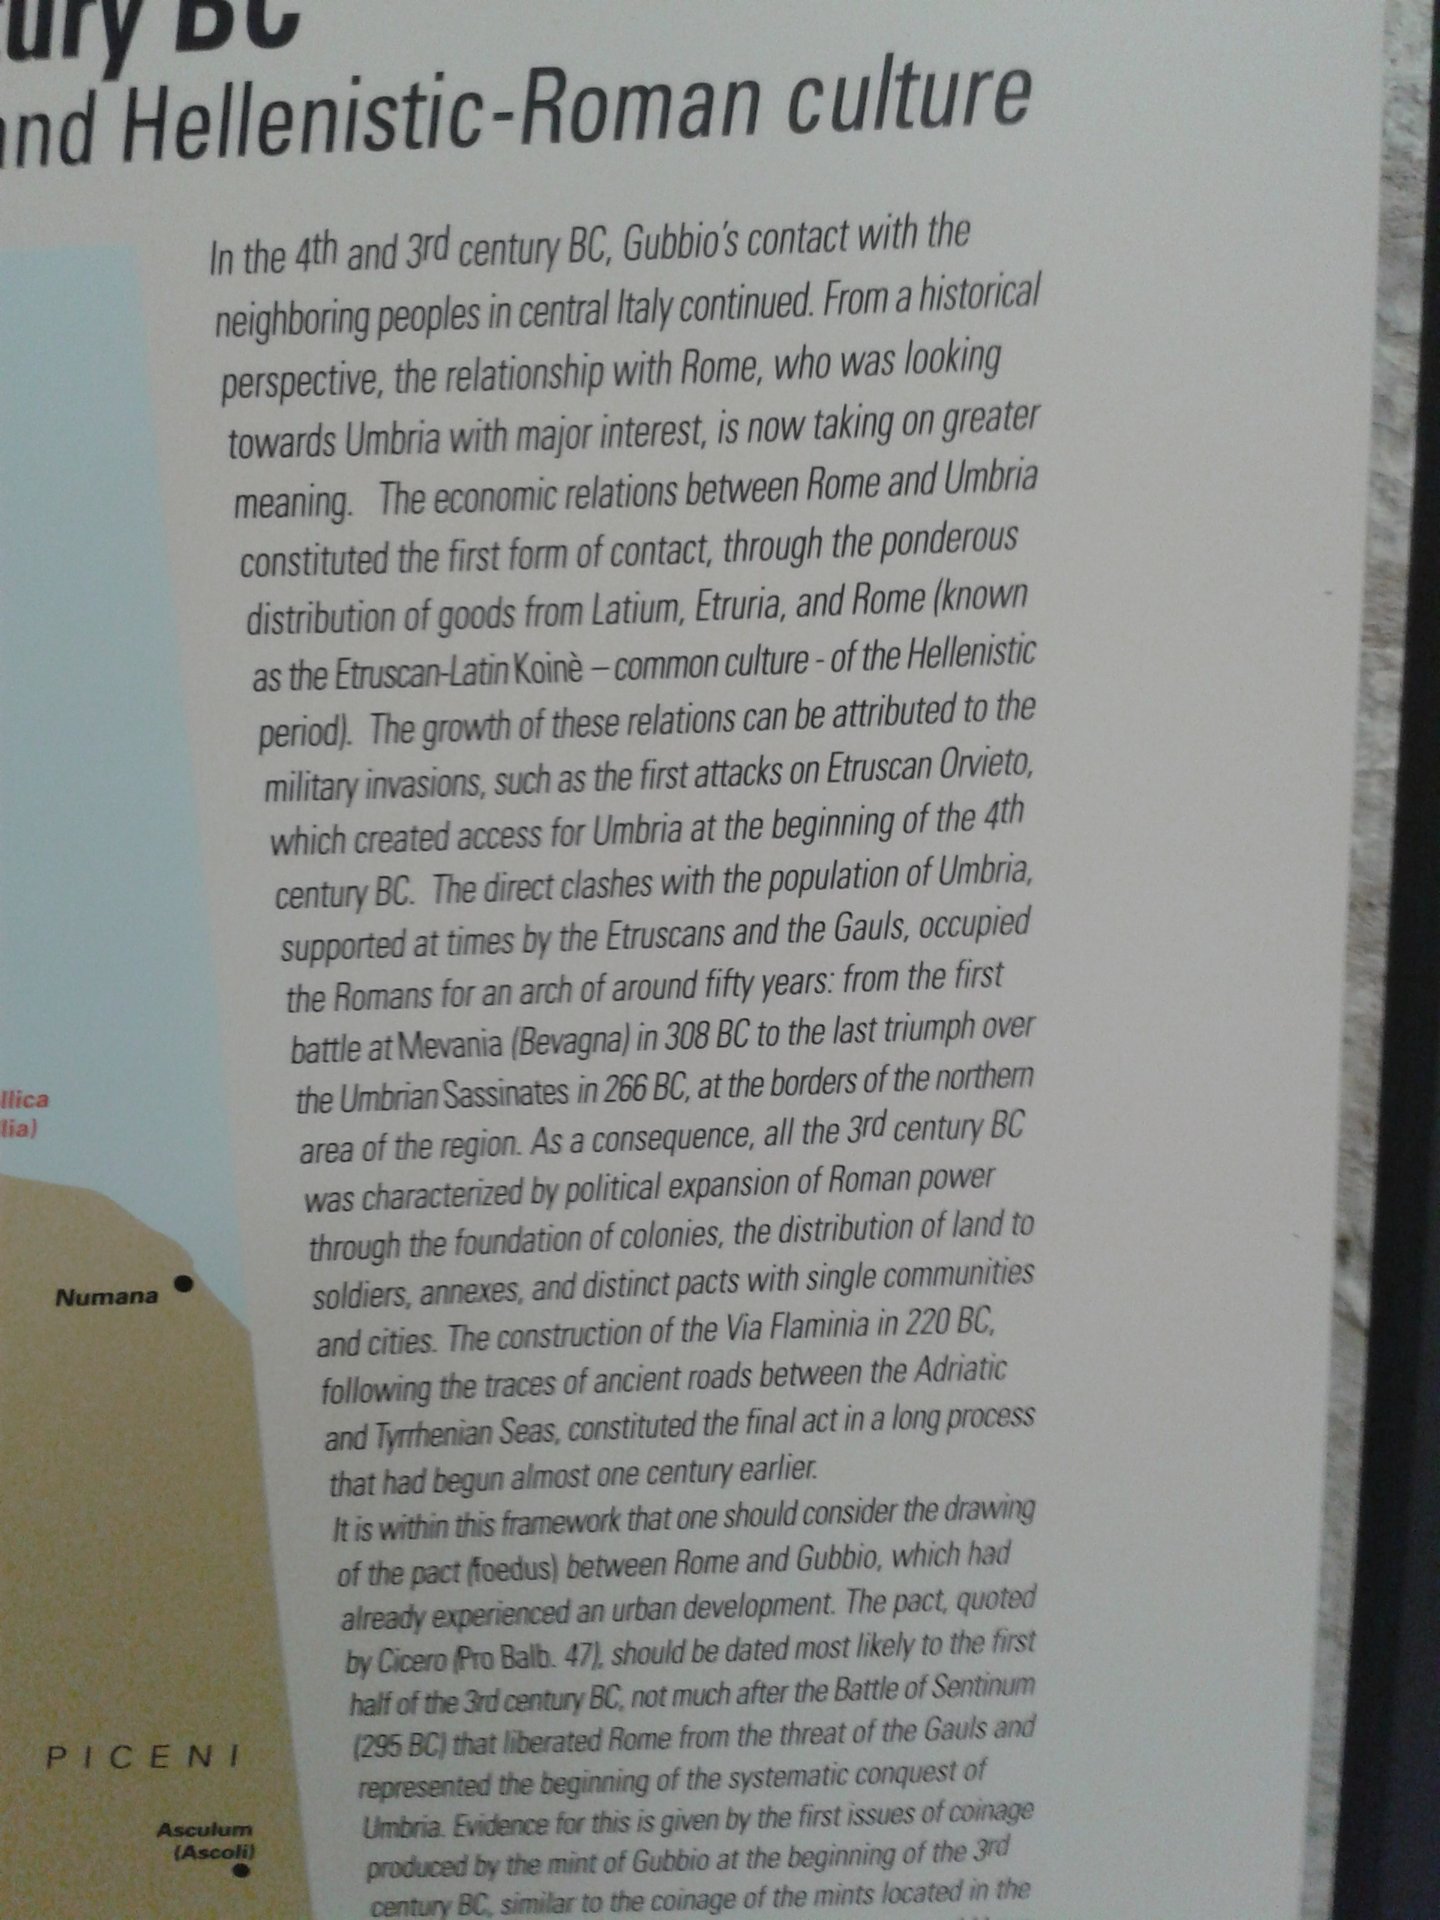 tury BC
and Hellenistic-Roman culture
In the 4th and 3rd century BC, Gubbio's contact with the
neighboring peoples in central Italy continued. From a historical
perspective, the relationship with Rome, who was looking
towards Umbria with major interest, is now taking on greater
meaning. The economic relations between Rome and Umbria
constituted the first form of contact, through the ponderous
distribution of goods from Latium, Etruria, and Rome (known
as the Etruscan-Latin Koinè – common culture - of the Hellenistic
period). The growth of these relations can be attributed to the
military invasions, such as the first attacks on Etruscan Orvieto,
which created access for Umbria at the beginning of the 4th
century BC. The direct clashes with the population of Umbria,
supported at times by the Etruscans and the Gauls, occupied
the Romans for an arch of around fifty years: from the first
battle at Mevania (Bevagna) in 308 BC to the last triumph over
the Umbrian Sassinates in 266 BC, at the borders of the northern
area of the region. As a consequence, all the 3rd century BC
was characterized by political expansion of Roman power
through the foundation of colonies, the distribution of land to
soldiers, annexes, and distinct pacts with single communities
and cities. The construction of the Via Flaminia in 220 BC,
following the traces of ancient roads between the Adriatic
and Tyrrhenian Seas, constituted the final act in a long process
that had begun almost one century earlier.
It is within this framework that one should consider the drawing
of the pact (foedus) between Rome and Gubbio, which had
already experienced an urban development. The pact, quoted
by Cicero (Pro Balb. 47), should be dated most likely to the first
half of the 3rd century BC, not much after the Battle of Sentinum
(295 BC) that liberated Rome from the threat of the Gauls and
represented the beginning of the systematic conquest of
Umbria. Evidence for this is given by the first issues of coinage
produced by the mint of Gubbio at the beginning of the 3rd
century BC, similar to the coinage of the mints located in the
llica
lia)
Numana
PICENI
Asculum
(Ascoli)